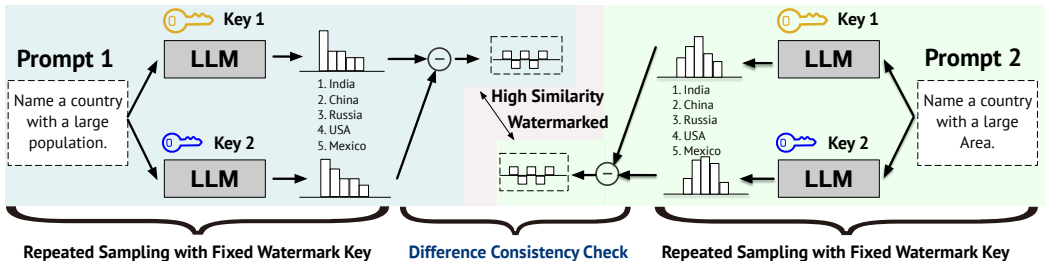 Key 1
Prompt 1
LLM
Name a country
with a large
population.
Key 2
LLM
1. India
2. China
3. Russia
4. USA
5. Mexico
High Similarity
Watermarked
1. India
2. China
3. Russia
4. USA
5. Mexico
Key 1
LLM
Prompt 2
Name a country
with a large
Area.
Key 2
LLM
Repeated Sampling with Fixed Watermark Key
Difference Consistency Check
Repeated Sampling with Fixed Watermark Key